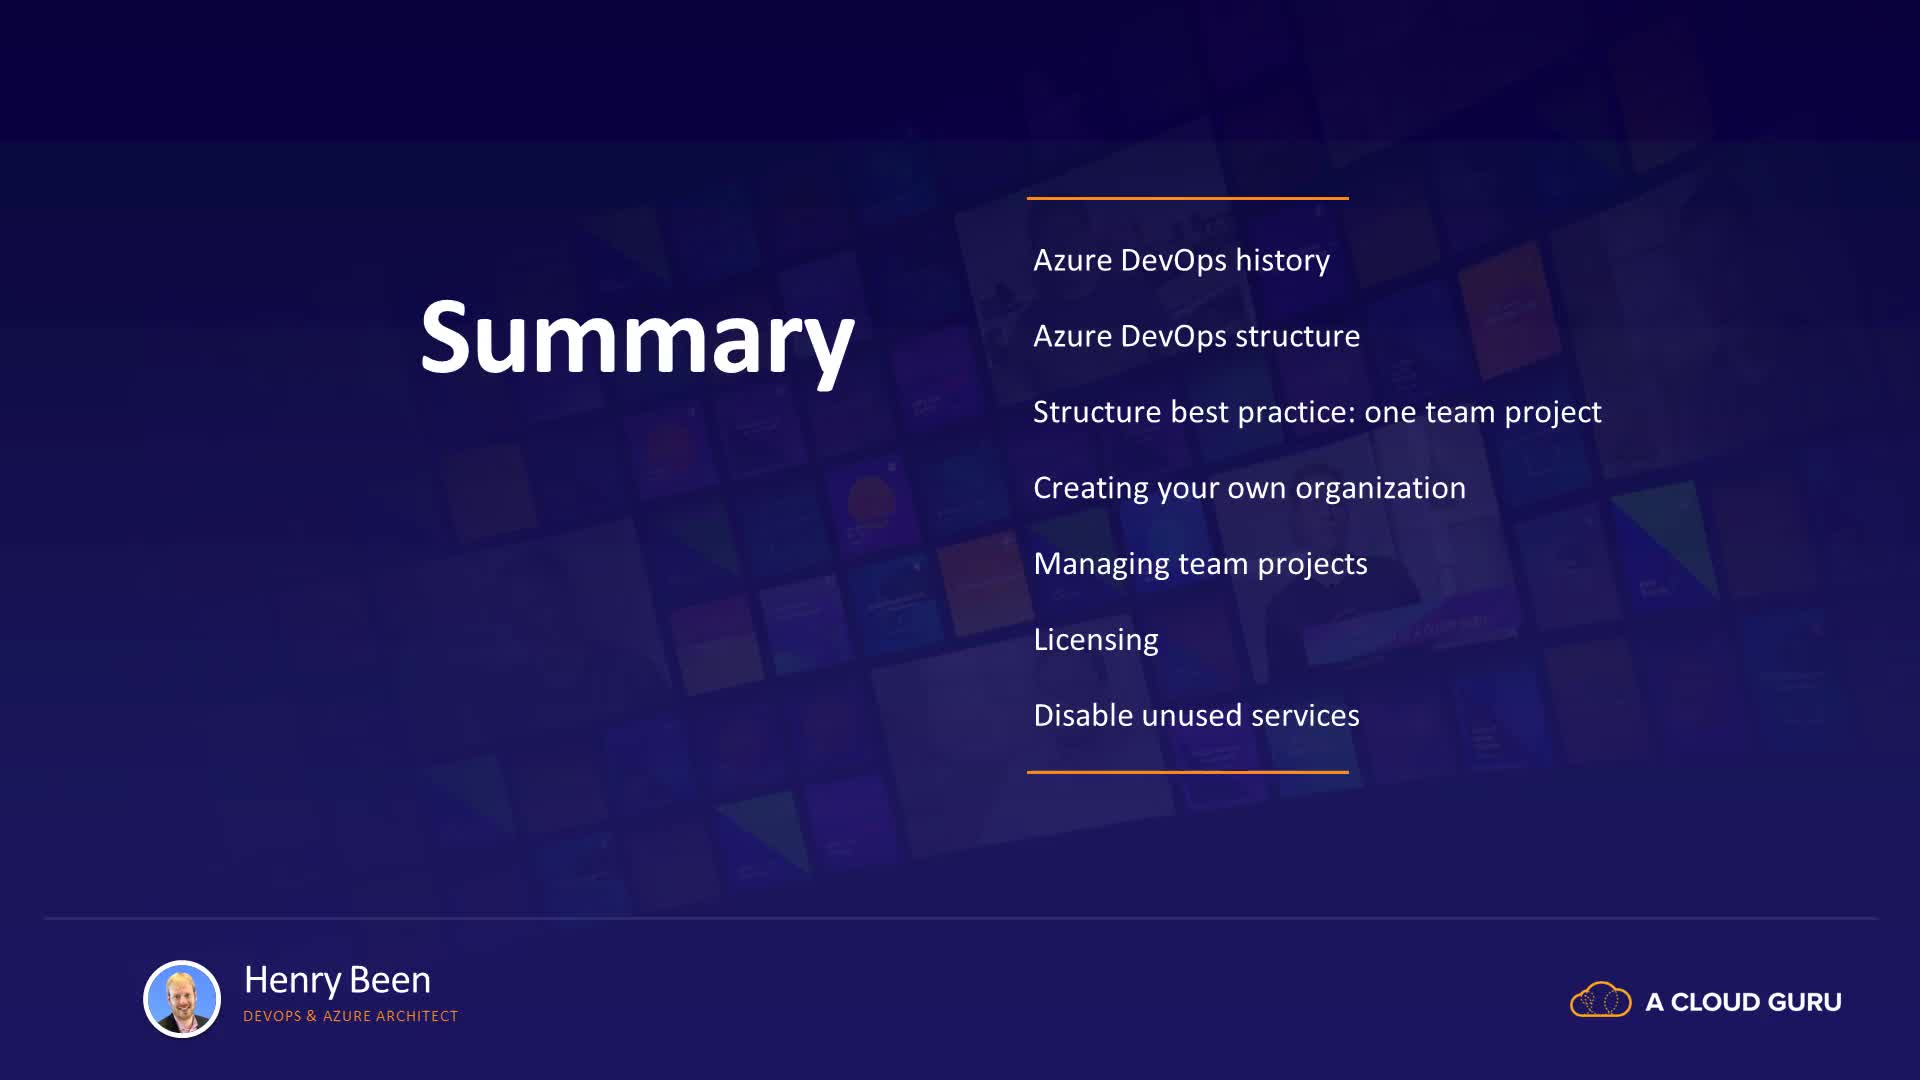 Summary
Azure DevOps history
Azure DevOps structure
Structure best practice: one team project
Creating your own organization
Managing team projects
Licensing
Disable unused services
Henry Been
DEVOPS & AZURE ARCHITECT
A CLOUD GURU